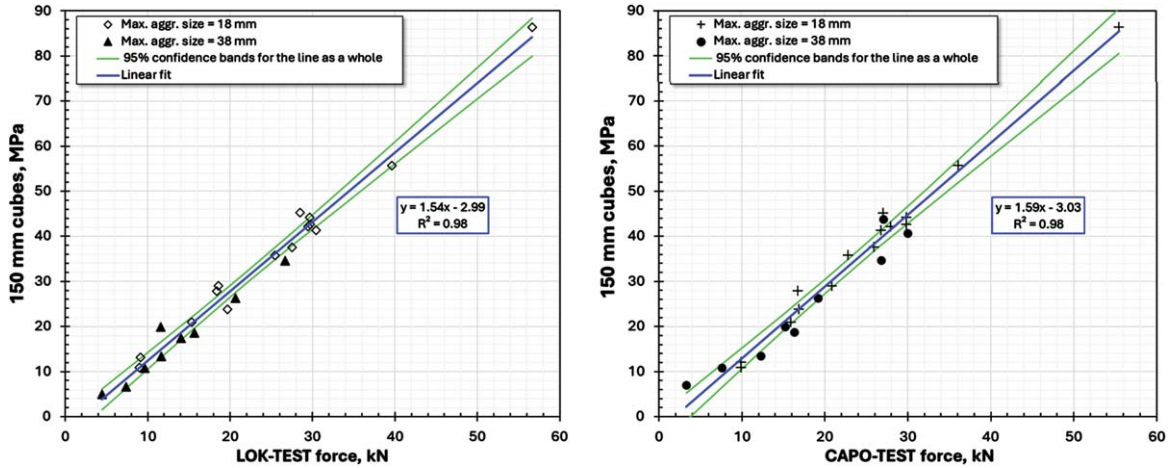 90
80
70
60
50
40
30
20
10
0
150 mm cubes, MPa
Max. aggr. size = 18 mm
Max. aggr. size = 38 mm
95% confidence bands for the line as a whole
Linear fit
y = 1.54x - 2.99
R² = 0.98
0 10 20 30 40 50 60
LOK-TEST force, kN
90
80
70
60
50
40
30
20
10
0
150 mm cubes, MPa
Max. aggr. size = 18 mm
Max. aggr. size = 38 mm
95% confidence bands for the line as a whole
Linear fit
y = 1.59x - 3.03
R² = 0.98
0 10 20 30 40 50 60
CAPO-TEST force, kN